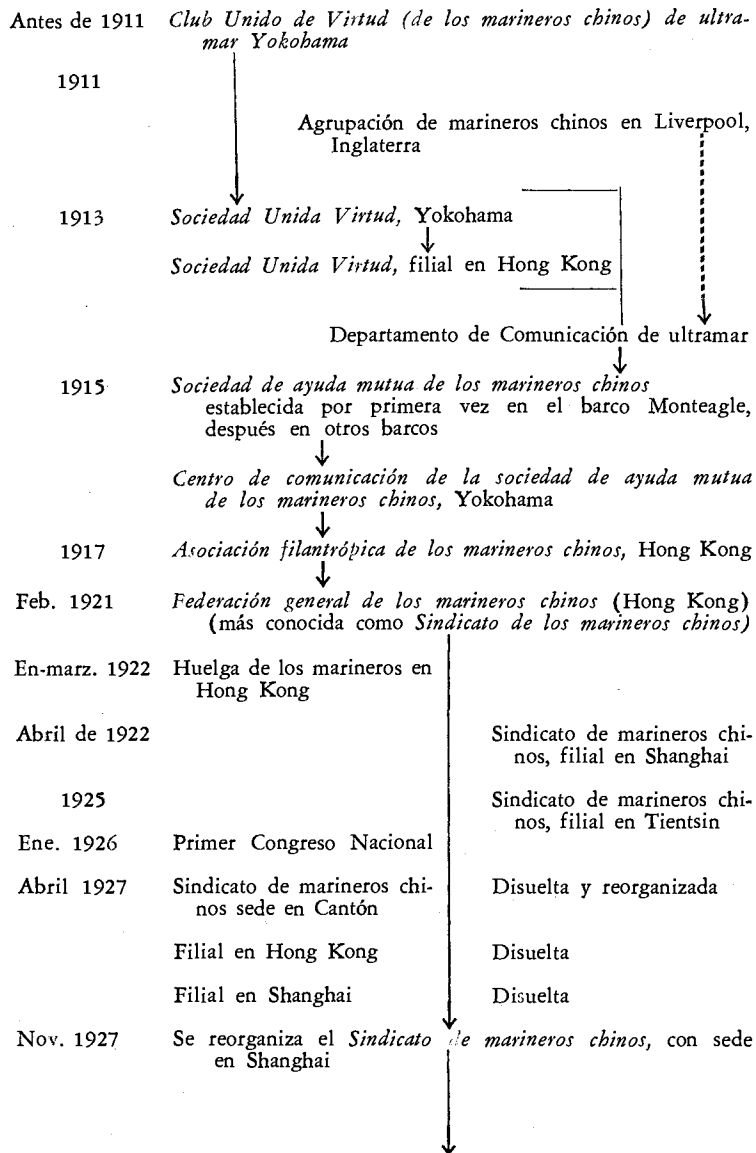 Antes de 1911 Club Unido de Virtud (de los marineros chinos) de ultra-
mar Yokohama
1911
Agrupación de marineros chinos en Liverpool,
Inglaterra
1913 Sociedad Unida Virtud, Yokohama
Sociedad Unida Virtud, filial en Hong Kong
Departamento de Comunicación de ultramar
1915 Sociedad de ayuda mutua de los marineros chinos
establecida por primera vez en el barco Monteagle,
después en otros barcos
Centro de comunicación de la sociedad de ayuda mutua
de los marineros chinos, Yokohama
1917 Asociación filantrópica de los marineros chinos, Hong Kong
Feb. 1921 Federación general de los marineros chinos (Hong Kong)
(más conocida como Sindicato de los marineros chinos)
En-marz. 1922 Huelga de los marineros en
Hong Kong
Abril de 1922 Sindicato de marineros chi-
nos, filial en Shanghai
1925 Sindicato de marineros chi-
nos, filial en Tientsin
Ene. 1926 Primer Congreso Nacional
Abril 1927 Sindicato de marineros chi- Disuelta y reorganizada
nos sede en Cantón
Filial en Hong Kong Disuelta
Filial en Shanghai Disuelta
Nov. 1927 Se reorganiza el Sindicato de marineros chinos, con sede
en Shanghai